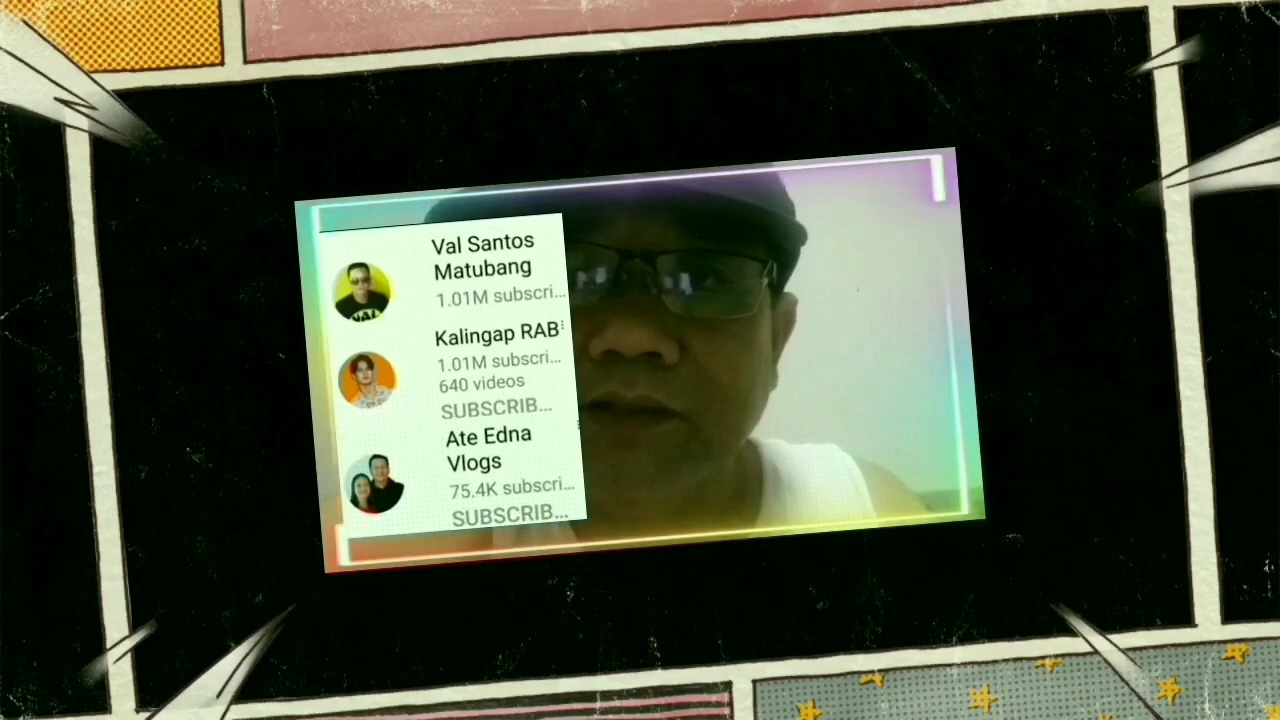 Val Santos
Matubang
1.01M subscri...
Kalingap RAB
1.01M subscri...
640 videos
SUBSCRIB...
Ate Edna
Vlogs
75.4K subscri...
SUBSCRIB...